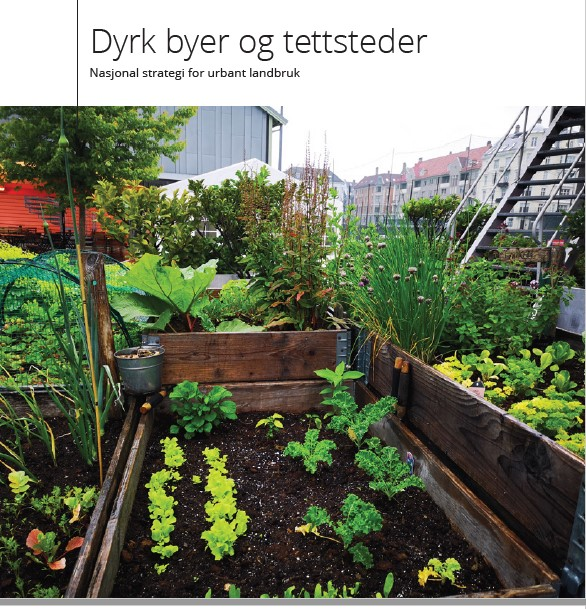 Dyrk byer og tettsteder
Nasjonal strategi for urbant landbruk